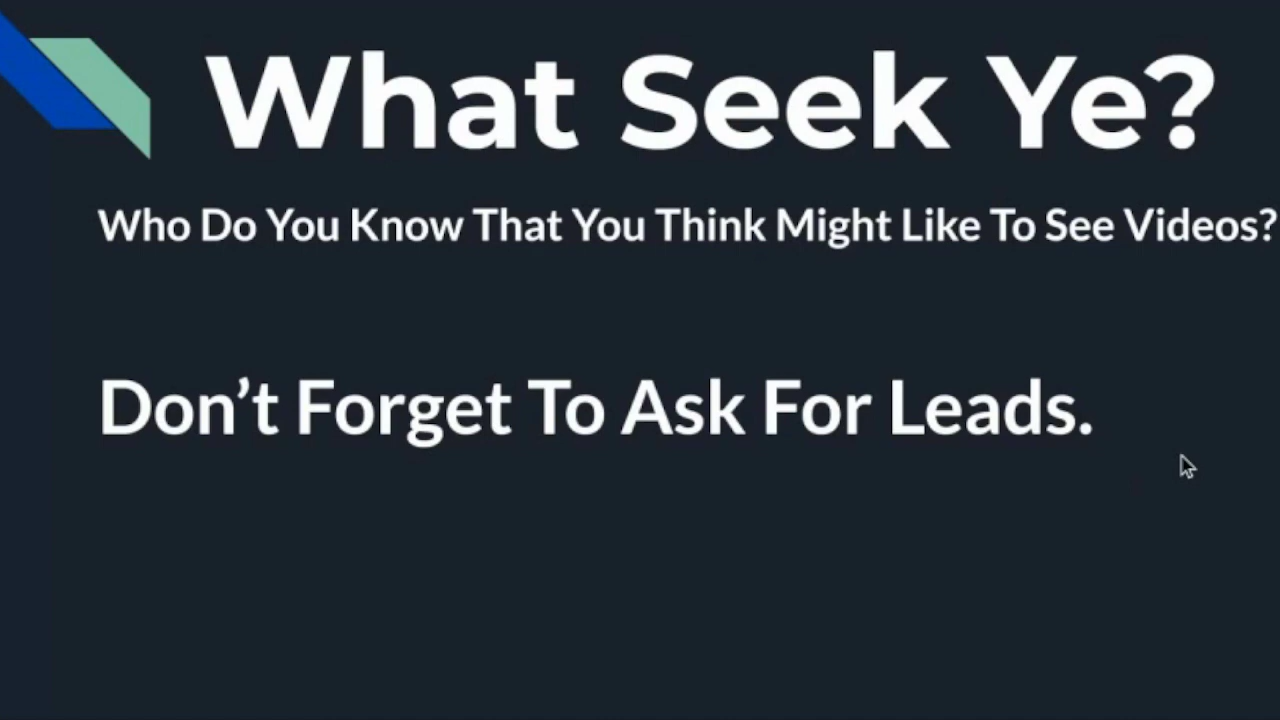 What Seek Ye?
Who Do You Know That You Think Might Like To See Videos?
Don’t Forget To Ask For Leads.